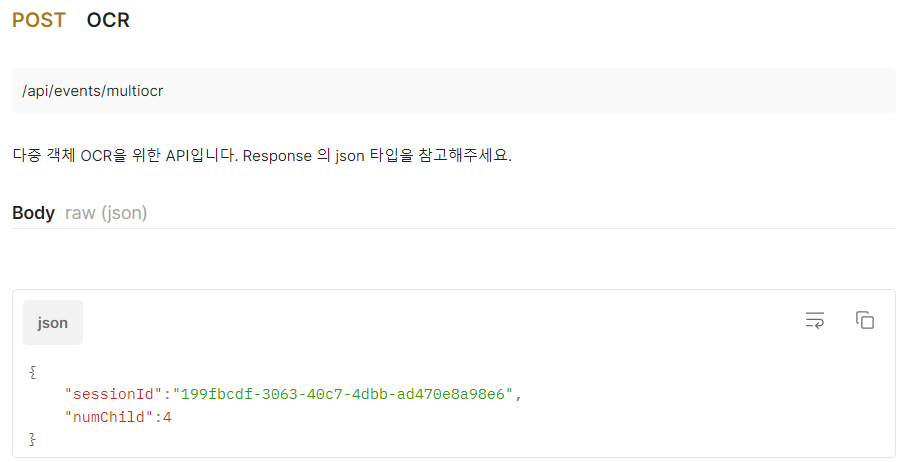 POST OCR
/api/events/multiocr
다중 객체 OCR을 위한 API입니다. Response 의 json 타입을 참고해주세요.
Body raw (json)
json
{
    "sessionId":"199fbcdf-3063-40c7-4dbb-ad470e8a98e6",
    "numChild":4
}